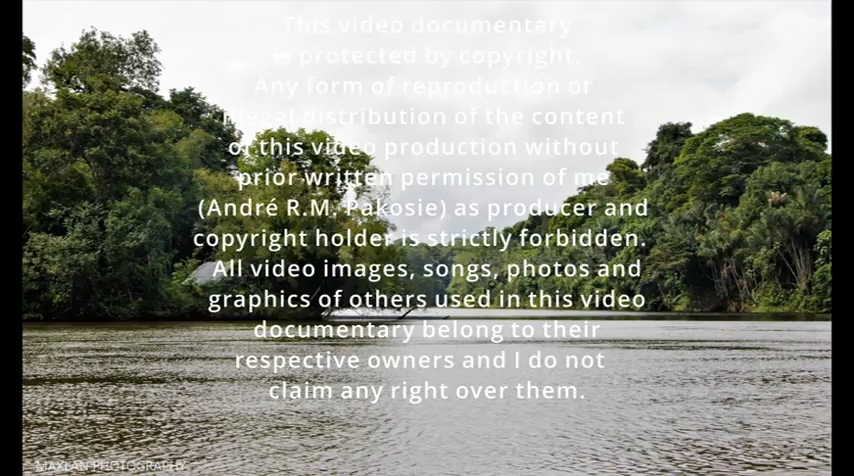 This video documentary
is protected by copyright.
Any form of reproduction or
illegal distribution of the content
of this video production without
prior written permission of me
(André R.M. Pakosie) as producer and
copyright holder is strictly forbidden.
All video images, songs, photos and
graphics of others used in this video
documentary belong to their
respective owners and I do not
claim any right over them.
MAXLAN PHOTOGRAPHY